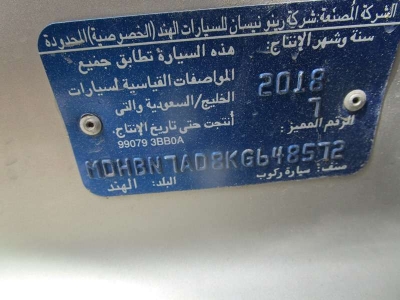 الشركة المصنعة: شركة رينو نيسان للسيارات الهند (الخصوصية) المحدودة
سنة وشهر الإنتاج:
2018
7
هذه السيارة تطابق جميع
المواصفات القياسية لسيارات
الخليج/السعودية والتى
أنتجت حتى تاريخ الإنتاج.
الرقم المميز:
99079 3BB0A
MDHBN7AD8KG648572
صنف: سيارة ركوب
البلد: الهند